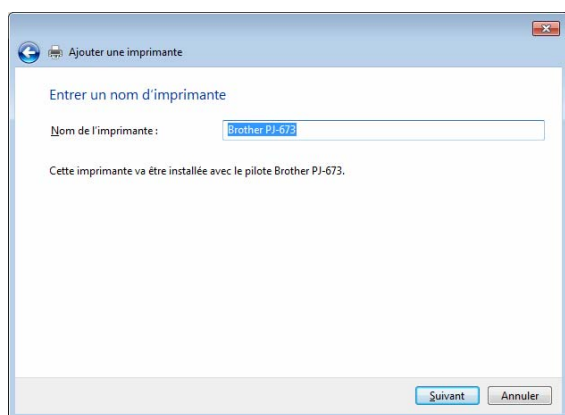 Ajouter une imprimante
Entrer un nom d'imprimante
Nom de l'imprimante : Brother PJ-673
Cette imprimante va être installée avec le pilote Brother PJ-673.
Suivant Annuler